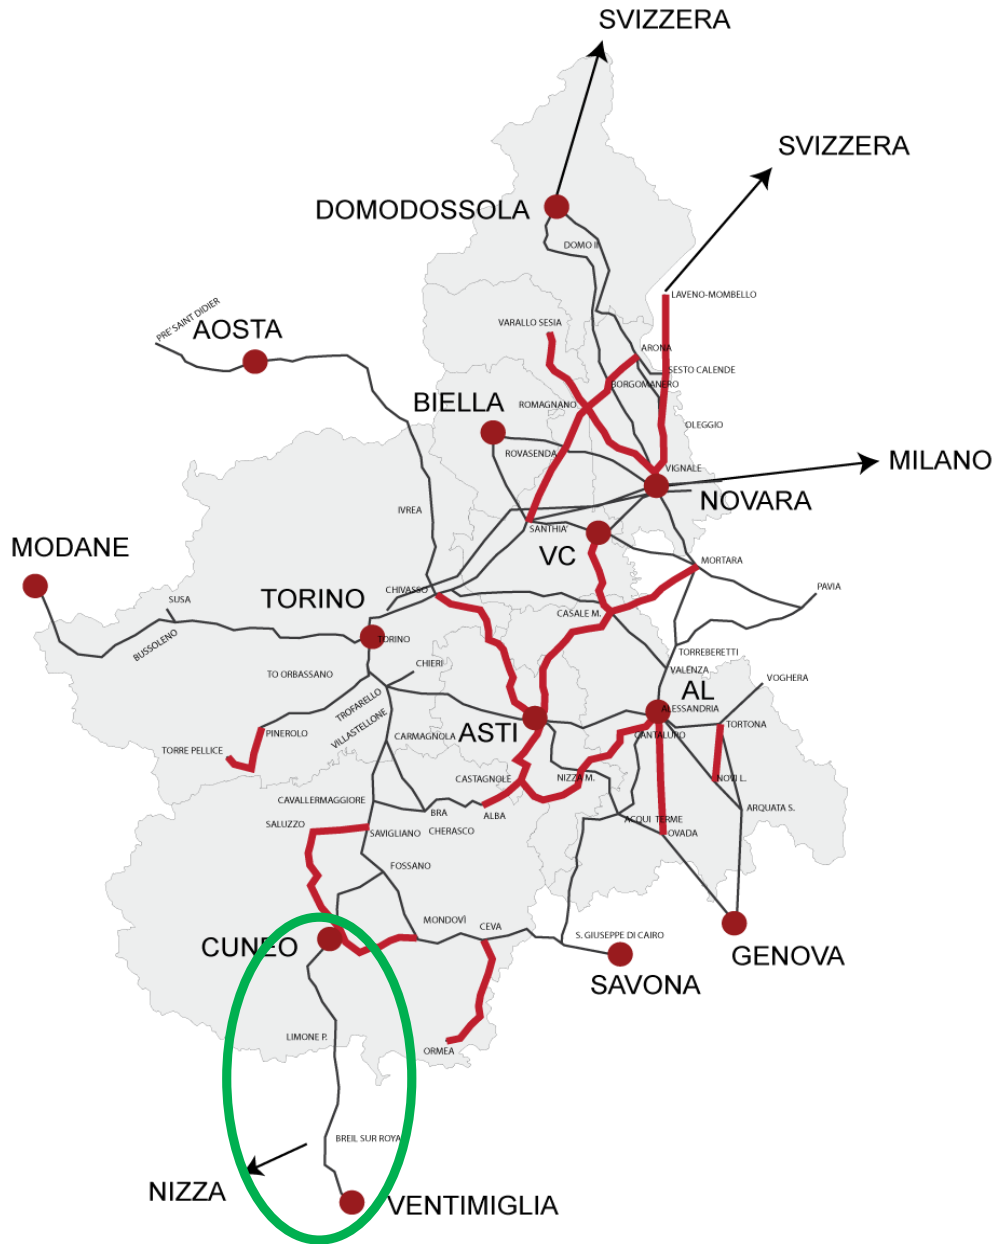 SVIZZERA
SVIZZERA
DOMODOSSOLA
DOMO II
LAVENO-MOMBELLO
PRE' SAINT DIDIER
AOSTA
VARALLO SESIA
ARONA
SESTO CALENDE
BORGOMANERO
BIELLA
ROMAGNANO
OLEGGIO
ROVASENDA
VIGNALE
MILANO
NOVARA
IVREA
SANTHIA'
MODANE
VC
MORTARA
SUSA
TORINO
CHIVASSO
PAVIA
CASALE M.
BUSSOLENO
TORINO
TORREBERETTI
CHIERI
VALENZA
TO ORBASSANO
VOGHERA
AL
TROFARELLO
ALESSANDRIA
VILLASTELLONE
ASTI
TORTONA
PINEROLO
CARMAGNOLA
CANTALUPO
TORRE PELLICE
CASTAGNOLE
NIZZA M.
NOVI L.
CAVALLERMAGGIORE
BRA
ALBA
ARQUATA S.
SALUZZO
SAVIGLIANO
CHERASCO
ACQUI TERME
OVADA
FOSSANO
MONDOVÌ
CEVA
CUNEO
S. GIUSEPPE DI CAIRO
GENOVA
SAVONA
LIMONE P.
ORMEA
BREIL SUR ROYA
NIZZA
VENTIMIGLIA